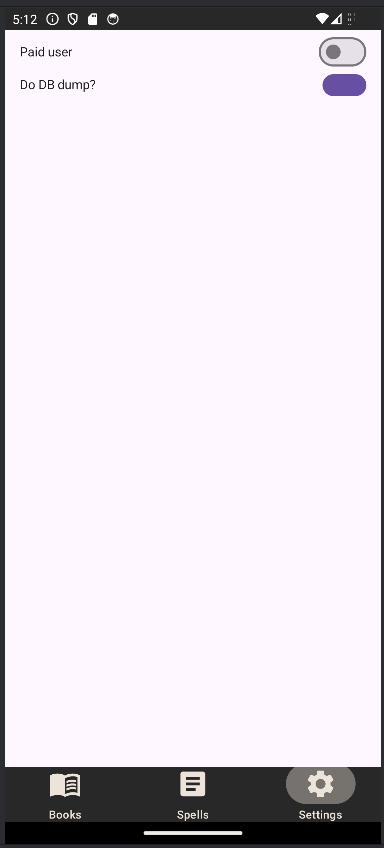 5:12
Paid user
Do DB dump?
Books
Spells
Settings